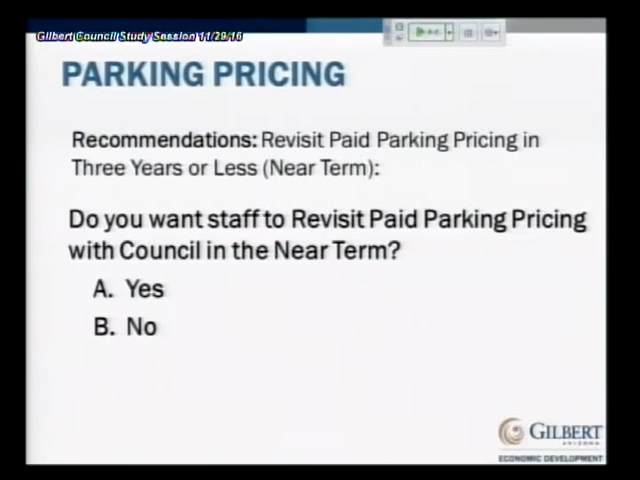 Gilbert Council Study Session 11/29/16
PARKING PRICING
Recommendations: Revisit Paid Parking Pricing in
Three Years or Less (Near Term):
Do you want staff to Revisit Paid Parking Pricing
with Council in the Near Term?
A. Yes
B. No
GILBERT
ARIZONA
ECONOMIC DEVELOPMENT